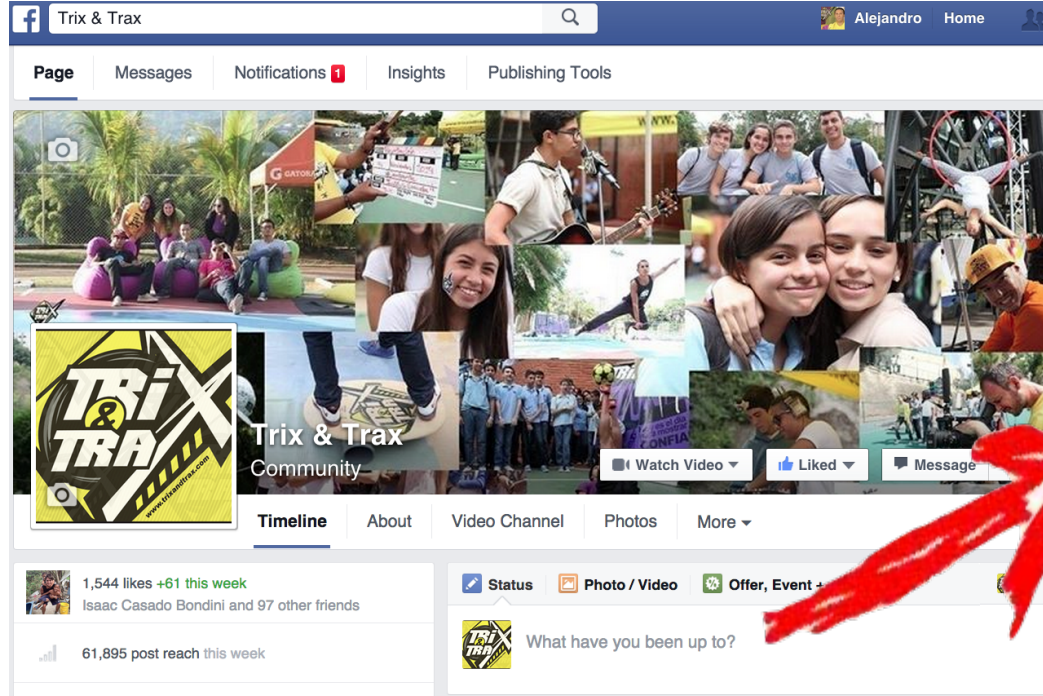 Trix & Trax
Alejandro
Home
Page
Messages
Notifications 1
Insights
Publishing Tools
GATORA
WWW.
TRiX
&
TRAX
www.trixandtrax.com
Trix & Trax
Community
Watch Video
Liked
Message
Timeline
About
Video Channel
Photos
More
1,544 likes +61 this week
Isaac Casado Bondini and 97 other friends
61,895 post reach this week
Status
Photo / Video
Offer, Event +
What have you been up to?